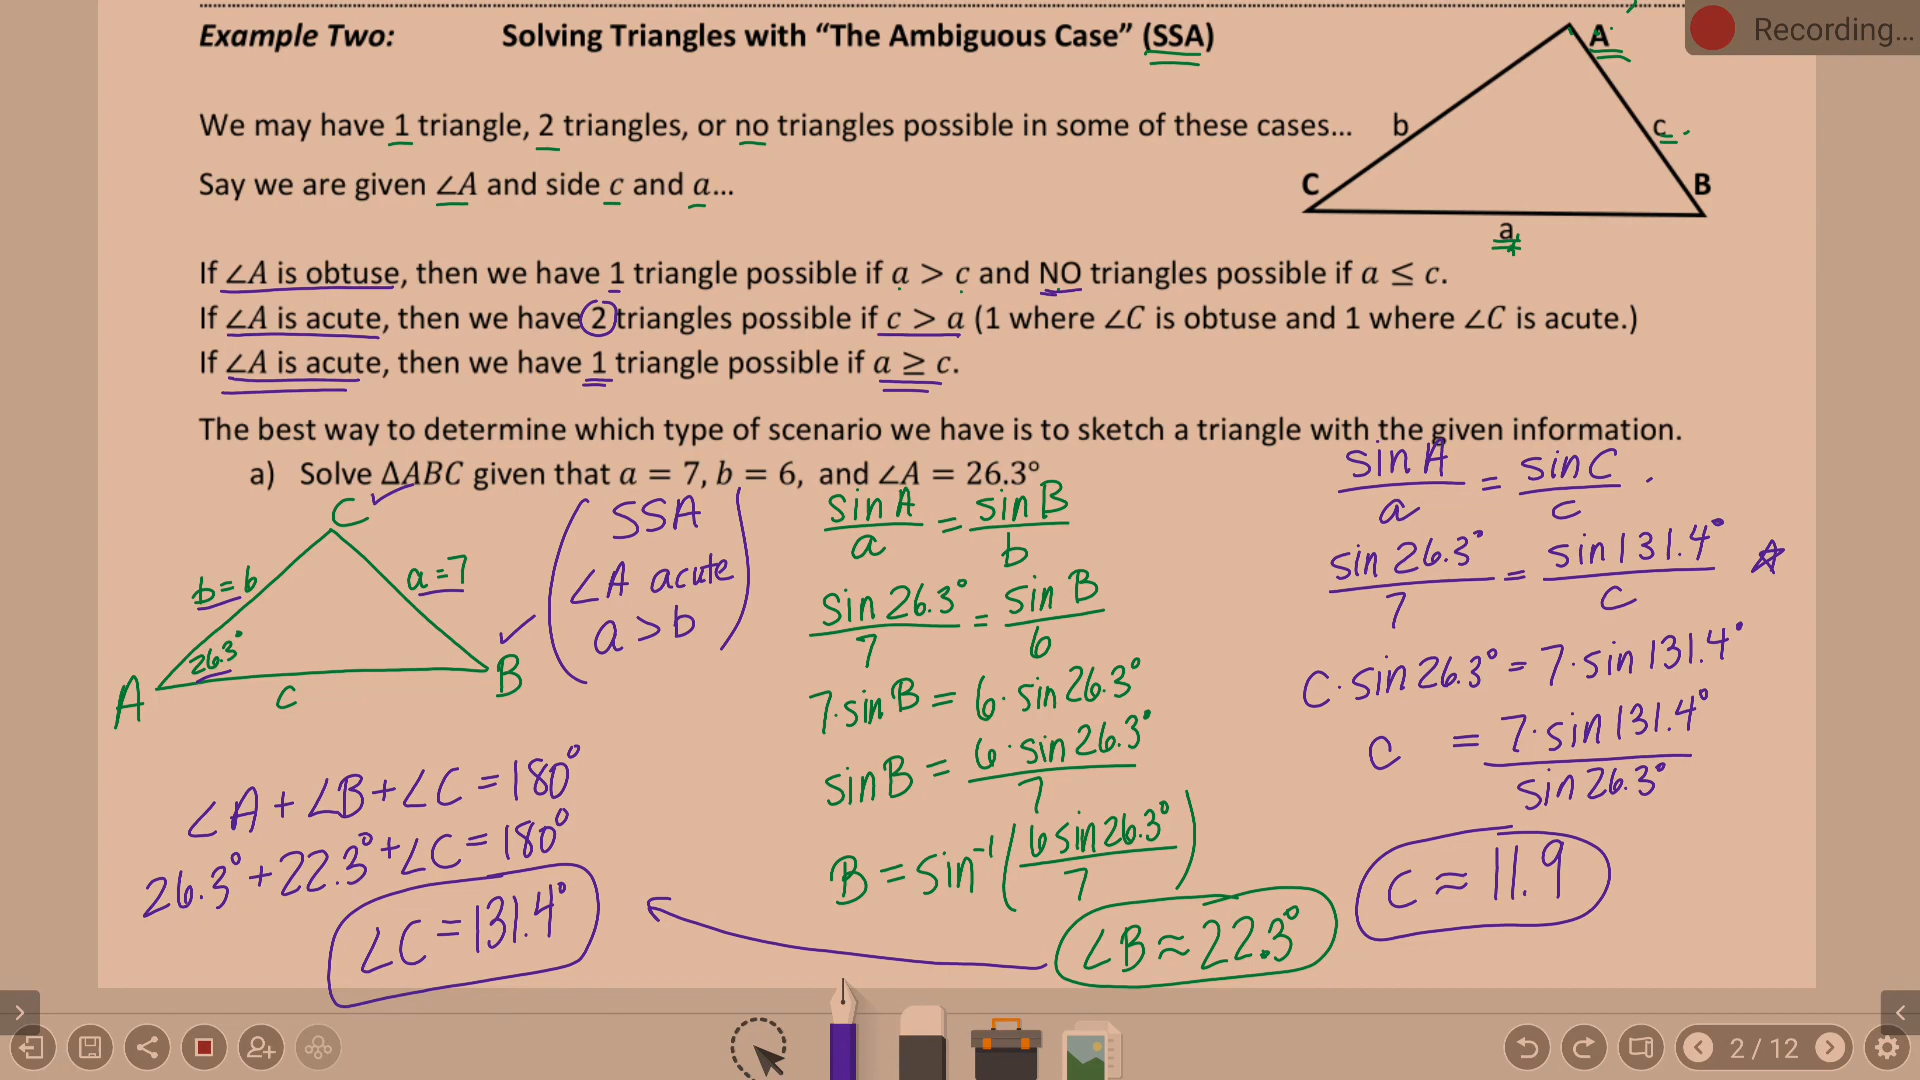 Example Two: Solving Triangles with “The Ambiguous Case” (SSA)
Recording...
A
We may have 1 triangle, 2 triangles, or no triangles possible in some of these cases...
b
c
Say we are given ∠A and side c and a...
C
B
a
If ∠A is obtuse, then we have 1 triangle possible if a > c and NO triangles possible if a ≤ c.
If ∠A is acute, then we have 2 triangles possible if c > a (1 where ∠C is obtuse and 1 where ∠C is acute.)
If ∠A is acute, then we have 1 triangle possible if a ≥ c.
The best way to determine which type of scenario we have is to sketch a triangle with the given information.
a) Solve ΔABC given that a = 7, b = 6, and ∠A = 26.3°
C
b = 6
a = 7
26.3°
A
c
B
SSA
∠A acute
a > b
sin A / a = sin B / b
sin 26.3° / 7 = sin B / 6
7·sin B = 6·sin 26.3°
sin B = 6·sin 26.3° / 7
B = sin⁻¹(6 sin 26.3° / 7)
∠B ≈ 22.3°
∠A + ∠B + ∠C = 180°
26.3° + 22.3° + ∠C = 180°
∠C = 131.4°
sin A / a = sin C / c
sin 26.3° / 7 = sin 131.4° / c
C·sin 26.3° = 7·sin 131.4°
C = 7·sin 131.4° / sin 26.3°
C ≈ 11.9
2 / 12